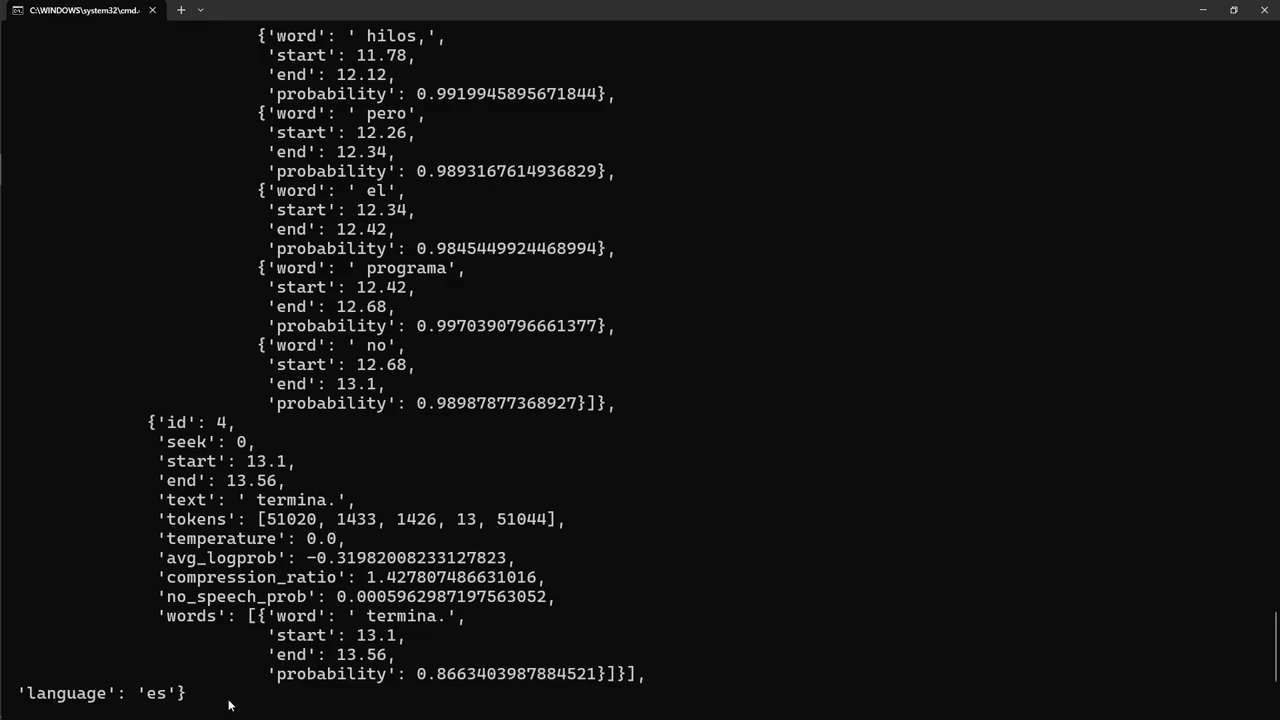 C:\WINDOWS\system32\cmd.
{'word': ' hilos,',
'start': 11.78,
'end': 12.12,
'probability': 0.9919945895671844},
{'word': ' pero',
'start': 12.26,
'end': 12.34,
'probability': 0.9893167614936829},
{'word': ' el',
'start': 12.34,
'end': 12.42,
'probability': 0.9845449924468994},
{'word': ' programa',
'start': 12.42,
'end': 12.68,
'probability': 0.9970390796661377},
{'word': ' no',
'start': 12.68,
'end': 13.1,
'probability': 0.98987877368927}]},
{'id': 4,
'seek': 0,
'start': 13.1,
'end': 13.56,
'text': ' termina.',
'tokens': [51020, 1433, 1426, 13, 51044],
'temperature': 0.0,
'avg_logprob': -0.31982008233127823,
'compression_ratio': 1.427807486631016,
'no_speech_prob': 0.0005962987197563052,
'words': [{'word': ' termina.',
'start': 13.1,
'end': 13.56,
'probability': 0.8663403987884521}]}],
'language': 'es'}